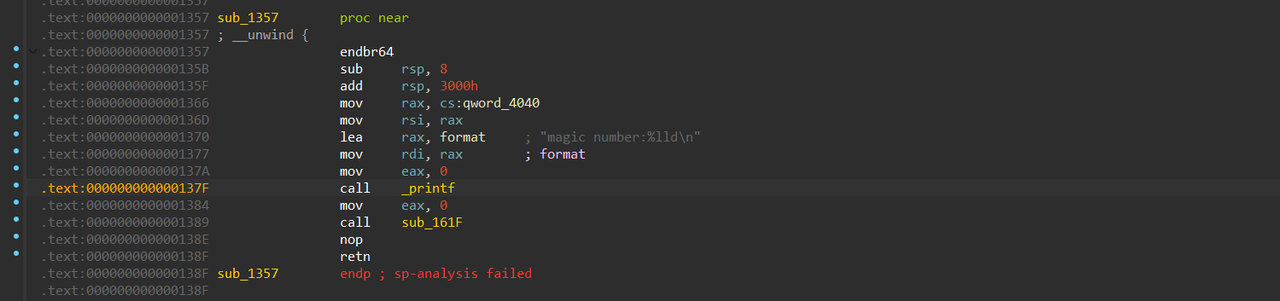 .text:0000000000001357
.text:0000000000001357 sub_1357 proc near
.text:0000000000001357 ; __unwind {
.text:0000000000001357 endbr64
.text:000000000000135B sub rsp, 8
.text:000000000000135F add rsp, 3000h
.text:0000000000001366 mov rax, cs:qword_4040
.text:000000000000136D mov rsi, rax
.text:0000000000001370 lea rax, format ; "magic number:%lld\n"
.text:0000000000001377 mov rdi, rax ; format
.text:000000000000137A mov eax, 0
.text:000000000000137F call _printf
.text:0000000000001384 mov eax, 0
.text:0000000000001389 call sub_161F
.text:000000000000138E nop
.text:000000000000138F retn
.text:000000000000138F sub_1357 endp ; sp-analysis failed
.text:000000000000138F